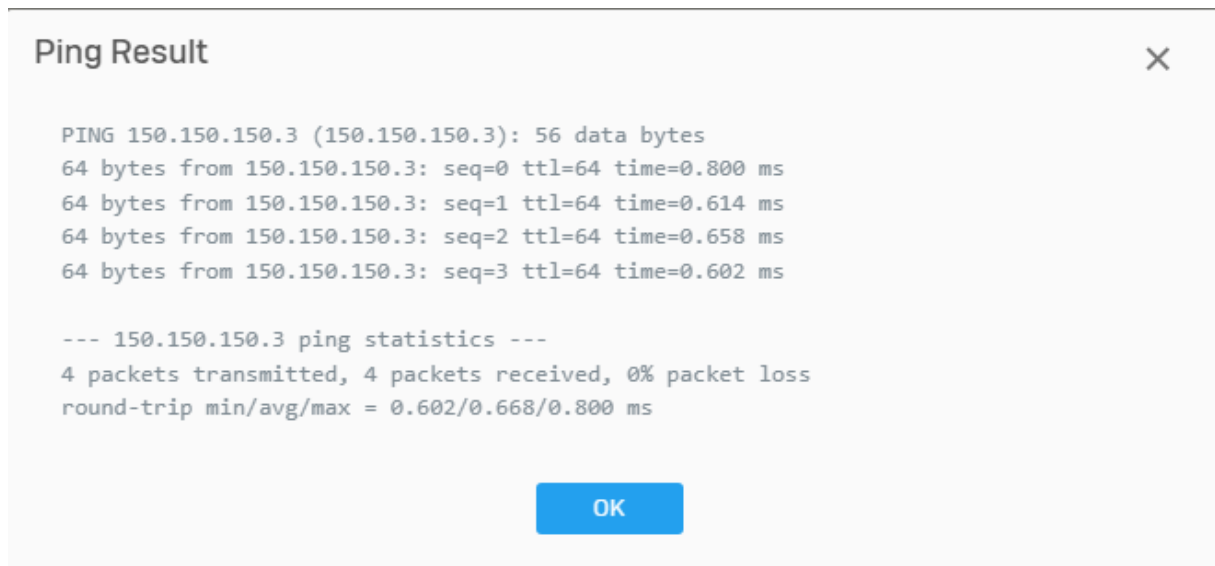 Ping Result
PING 150.150.150.3 (150.150.150.3): 56 data bytes
64 bytes from 150.150.150.3: seq=0 ttl=64 time=0.800 ms
64 bytes from 150.150.150.3: seq=1 ttl=64 time=0.614 ms
64 bytes from 150.150.150.3: seq=2 ttl=64 time=0.658 ms
64 bytes from 150.150.150.3: seq=3 ttl=64 time=0.602 ms
--- 150.150.150.3 ping statistics ---
4 packets transmitted, 4 packets received, 0% packet loss
round-trip min/avg/max = 0.602/0.668/0.800 ms
OK